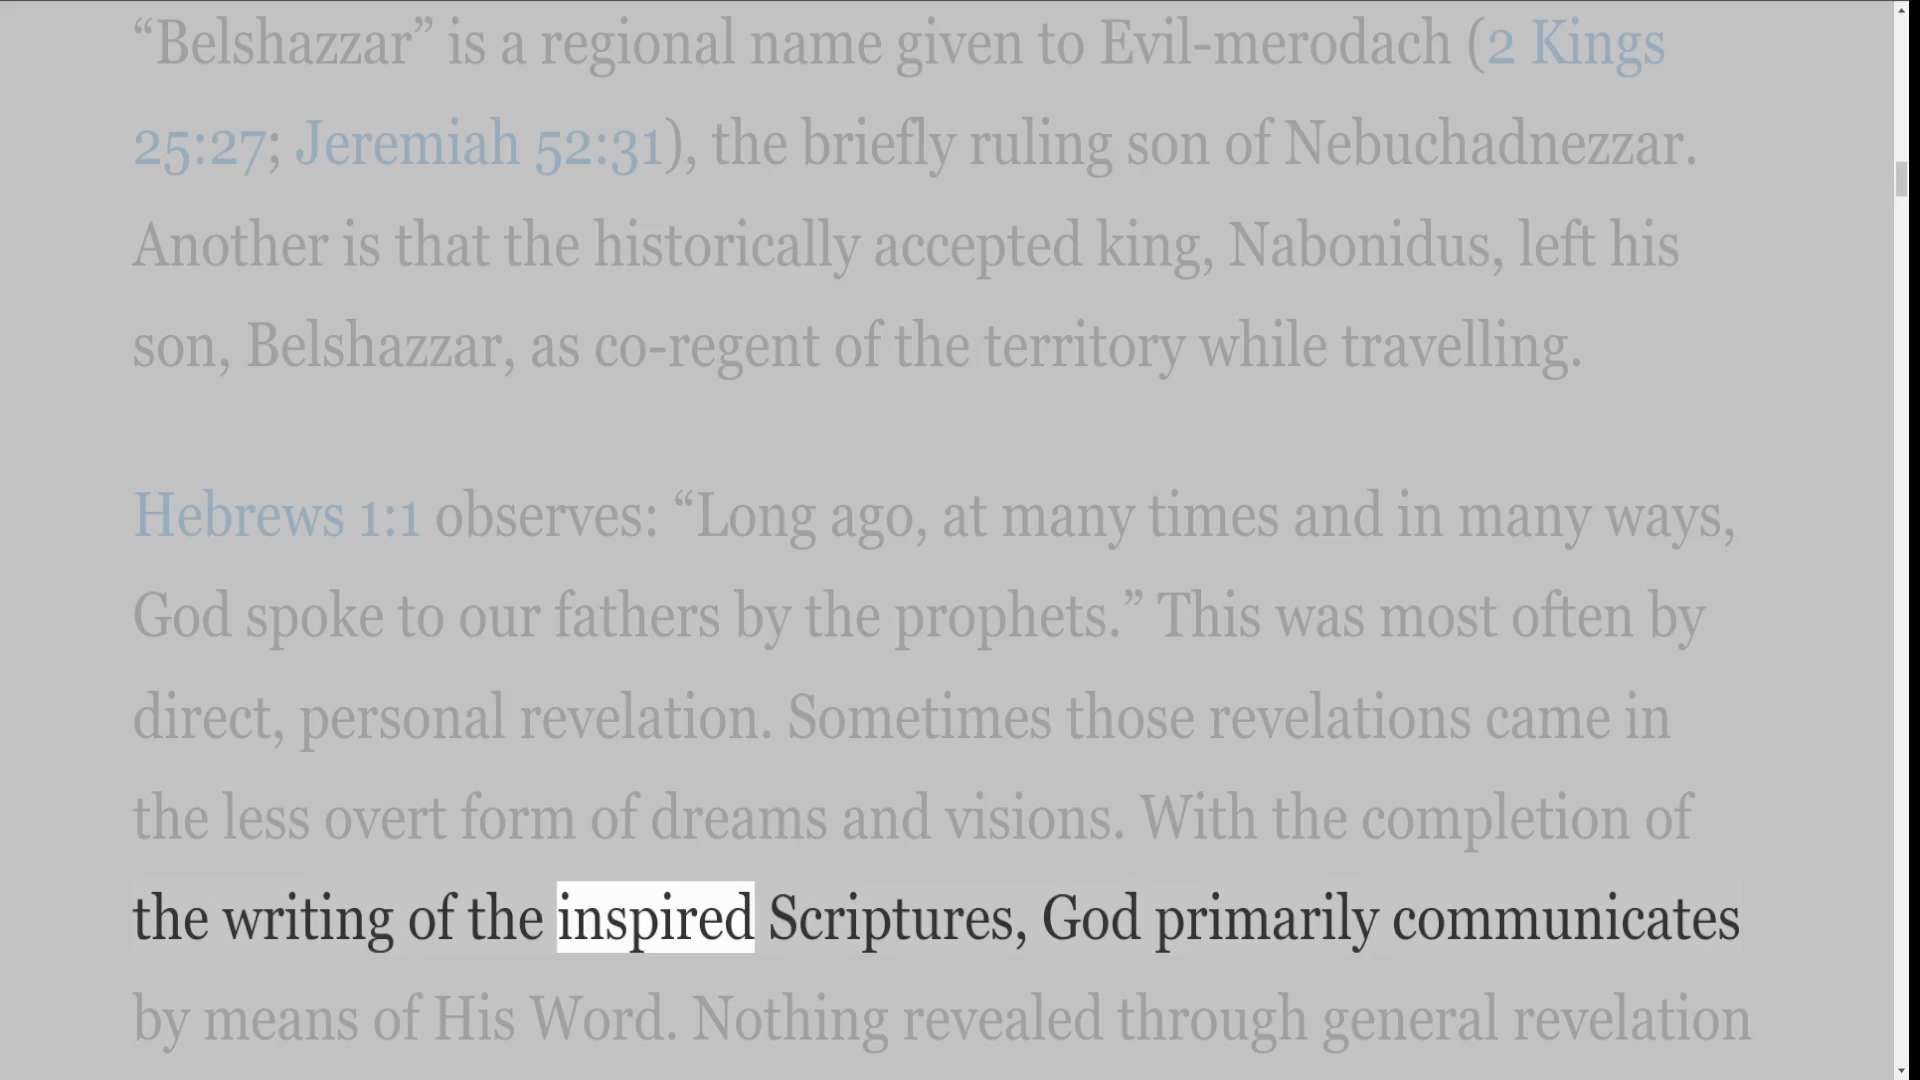 “Belshazzar” is a regional name given to Evil-merodach (2 Kings
25:27; Jeremiah 52:31), the briefly ruling son of Nebuchadnezzar.
Another is that the historically accepted king, Nabonidus, left his
son, Belshazzar, as co-regent of the territory while travelling.
Hebrews 1:1 observes: “Long ago, at many times and in many ways,
God spoke to our fathers by the prophets.” This was most often by
direct, personal revelation. Sometimes those revelations came in
the less overt form of dreams and visions. With the completion of
the writing of the inspired Scriptures, God primarily communicates
by means of His Word. Nothing revealed through general revelation